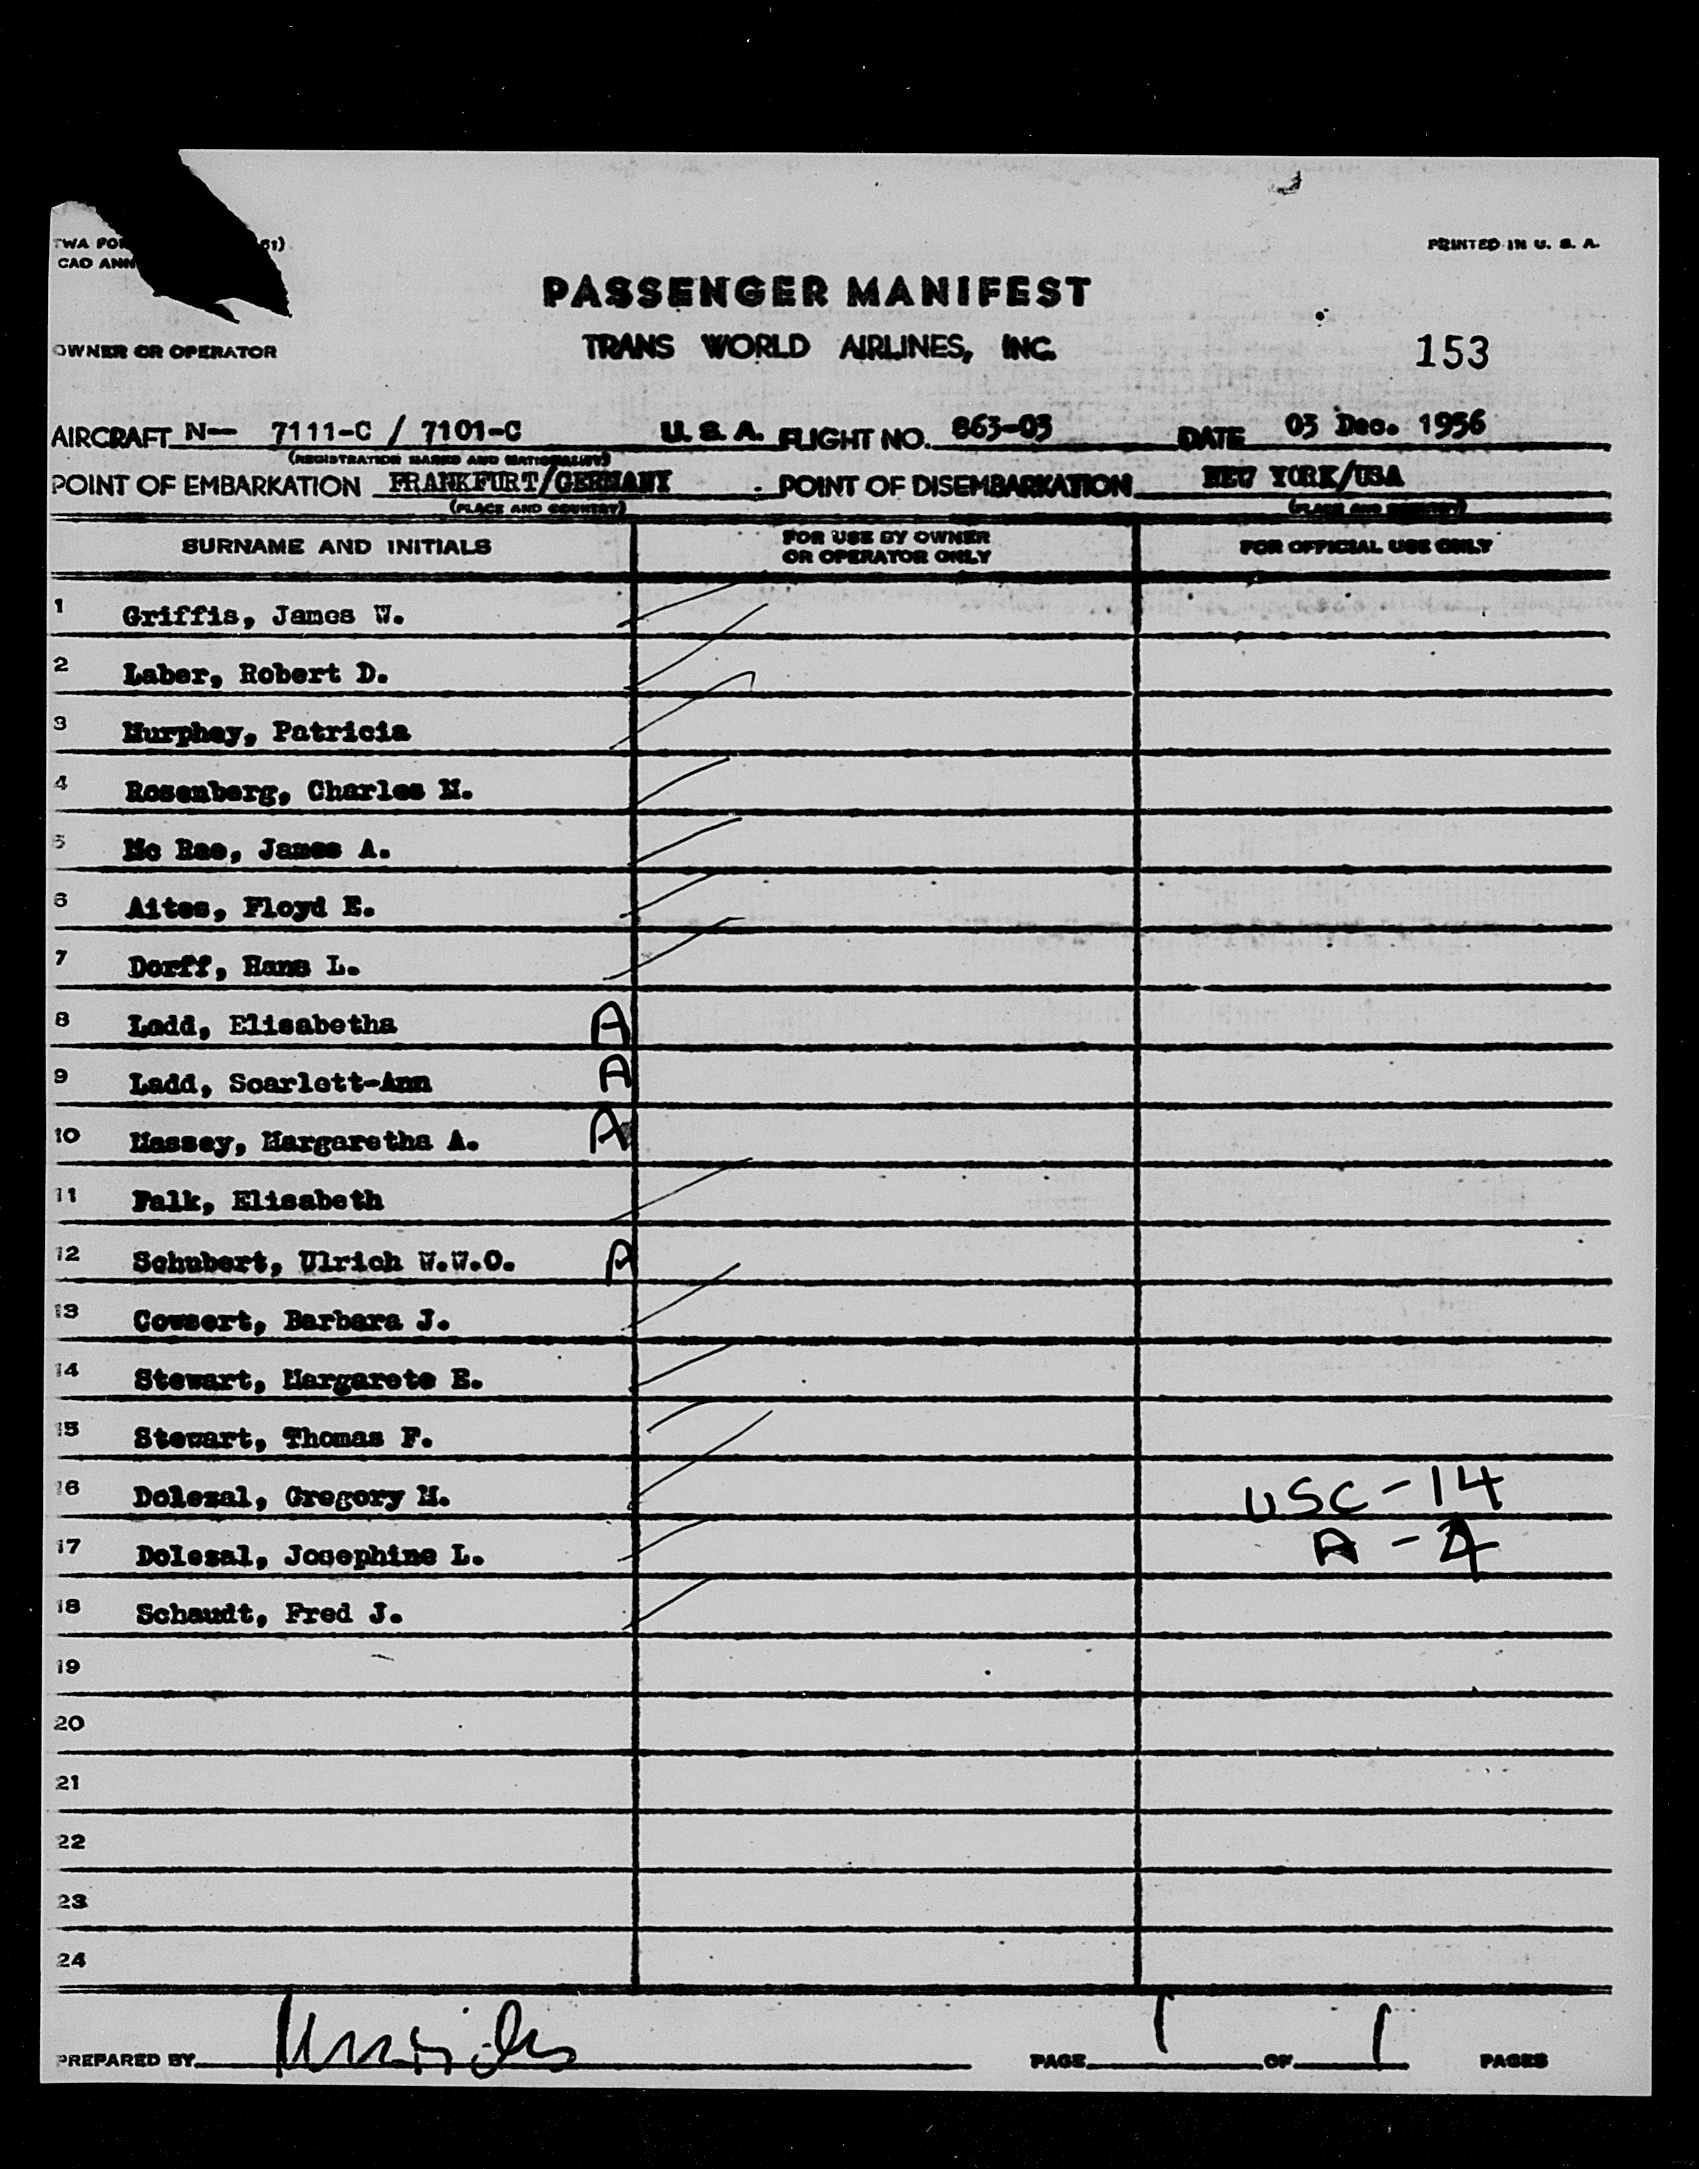 TWA FO 51)
PRINTED IN U. S. A.
CAO ANN
PASSENGER MANIFEST
OWNER OR OPERATOR
TRANS WORLD AIRLINES, INC.
153
AIRCRAFT N- 7111-C / 7101-C U. S. A. FLIGHT NO. 863-03 DATE 03 Dec. 1956
(REGISTRATION MARKS AND NATIONALITY)
POINT OF EMBARKATION FRANKFURT/GERMANY POINT OF DISEMBARKATION NEW YORK/USA
(PLACE AND COUNTRY) (PLACE AND COUNTRY)
SURNAME AND INITIALS
FOR USE BY OWNER
OR OPERATOR ONLY
FOR OFFICIAL USE ONLY
1 Griffis, James W.
2 Laber, Robert D.
3 Murphey, Patricia
4 Rosenberg, Charles M.
5 Mc Rae, James A.
6 Aites, Floyd E.
7 Dorff, Hans L.
8 Ladd, Elisabetha A
9 Ladd, Scarlett-Ann A
10 Massey, Margaretha A. A
11 Falk, Elisabeth
12 Schubert, Ulrich W.W.O. A
13 Cowsert, Barbara J.
14 Stewart, Margarete E.
15 Stewart, Thomas F.
16 Dolezal, Gregory M. USC-14
17 Dolezal, Josephine L. A-4
18 Schaudt, Fred J.
19
20
21
22
23
24
PREPARED BY PAGE 1 OF 1 PAGES